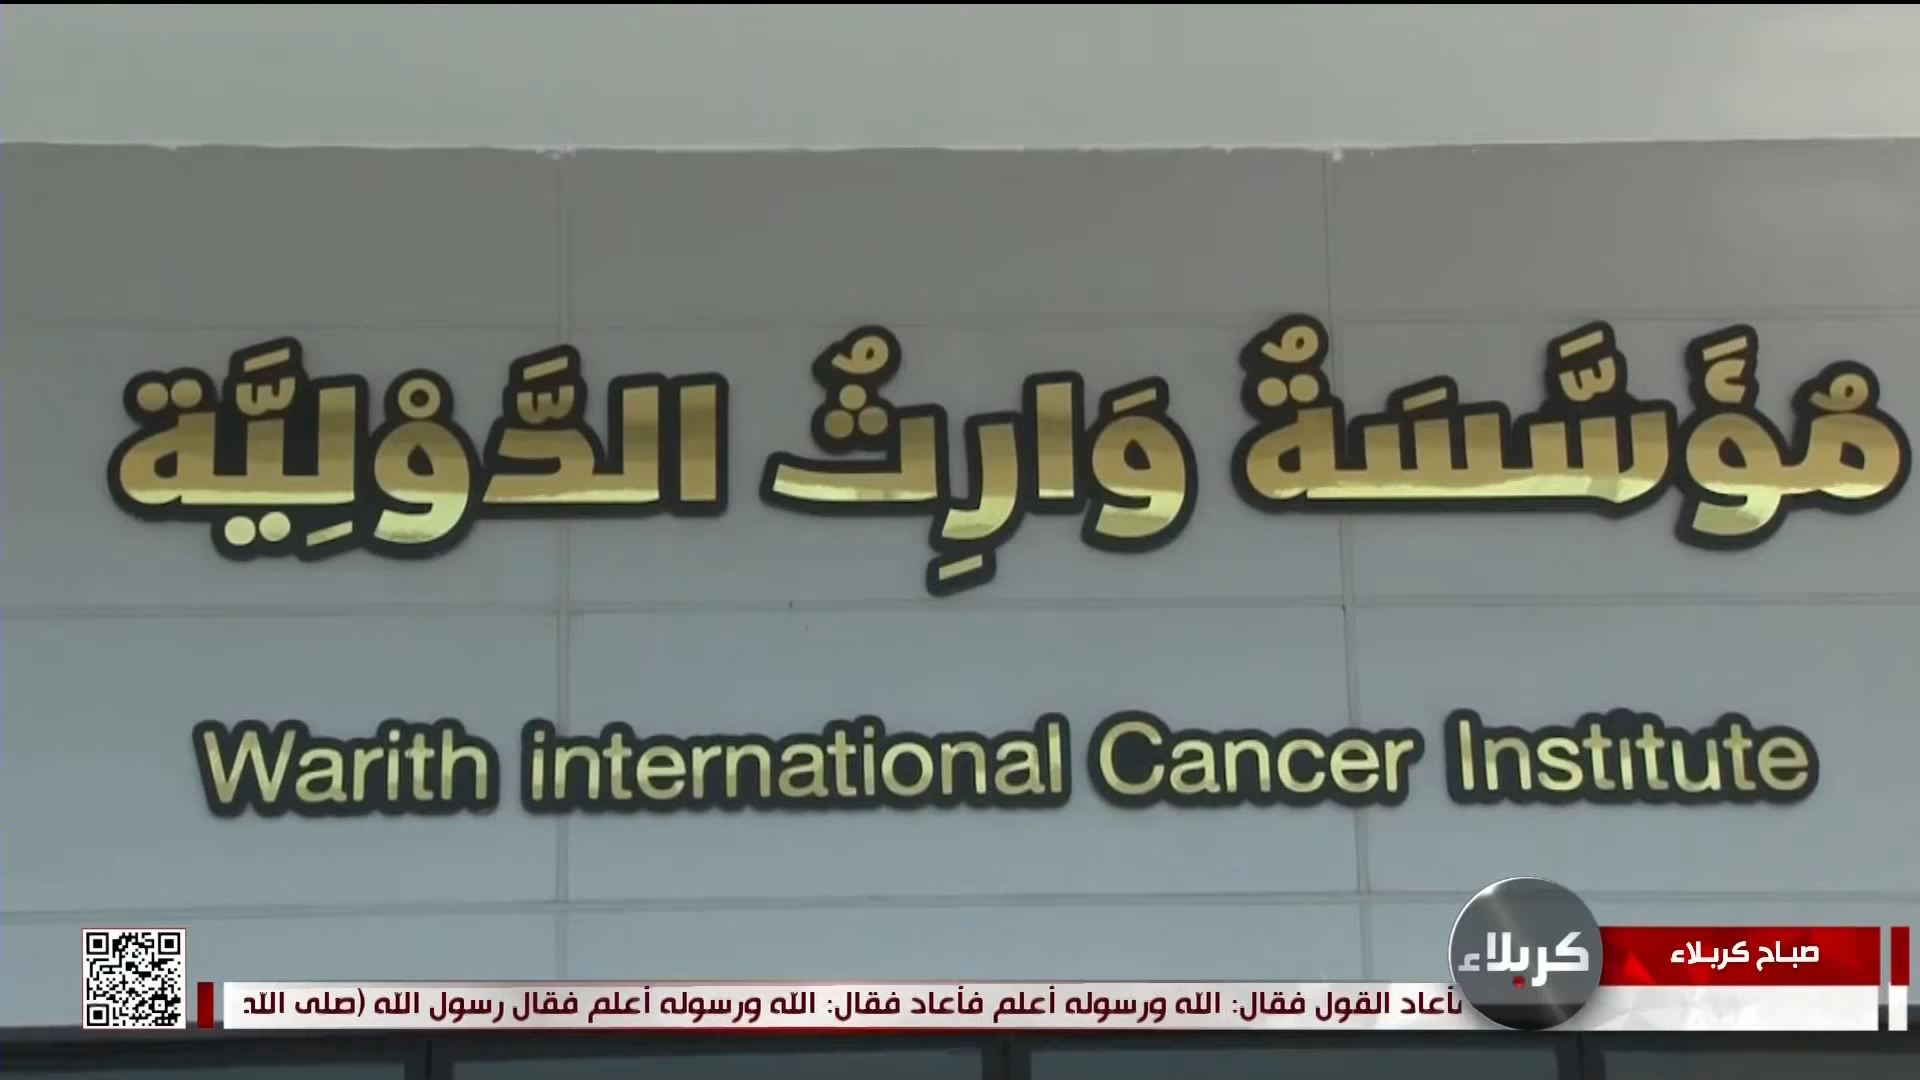 مُؤَسَّسَةٌ وَارِثٌ الدَّوْلِيَّة
Warith international Cancer Institute
صباح كربلاء
كربلاء
فأعاد القول فقال: الله ورسوله أعلم فأعاد فقال: الله ورسوله أعلم فقال رسول الله (صلى الله